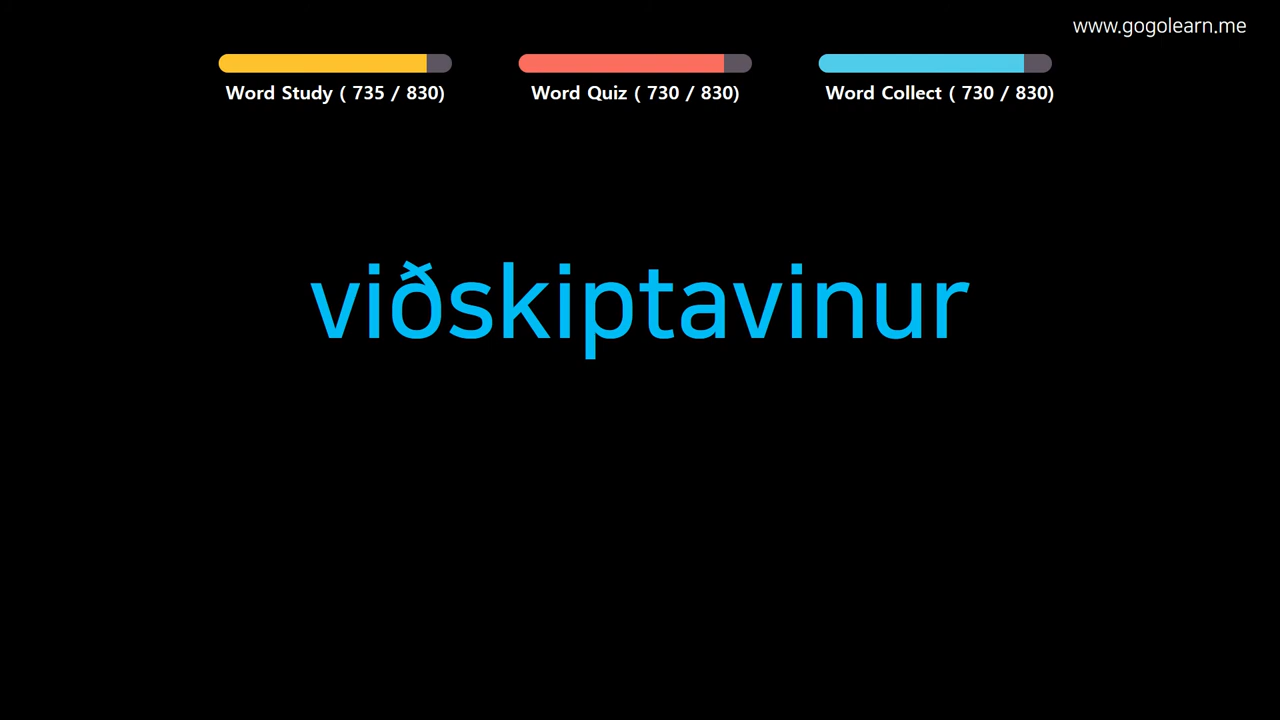 www.gogolearn.me
Word Study ( 735 / 830)
Word Quiz ( 730 / 830)
Word Collect ( 730 / 830)
viðskiptavinur